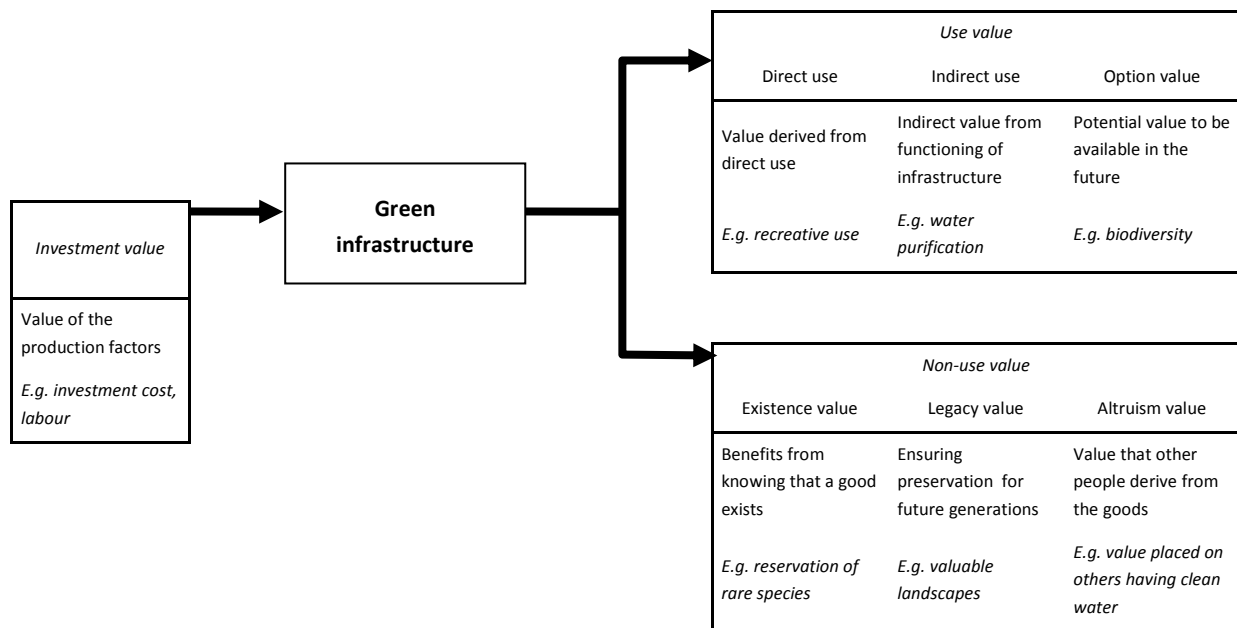 Investment value
Value of the
production factors
E.g. investment cost,
labour
Green
infrastructure
Use value
Direct use
Indirect use
Option value
Value derived from
direct use
Indirect value from
functioning of
infrastructure
Potential value to be
available in the
future
E.g. recreative use
E.g. water
purification
E.g. biodiversity
Non-use value
Existence value
Legacy value
Altruism value
Benefits from
knowing that a good
exists
Ensuring
preservation for
future generations
Value that other
people derive from
the goods
E.g. reservation of
rare species
E.g. valuable
landscapes
E.g. value placed on
others having clean
water